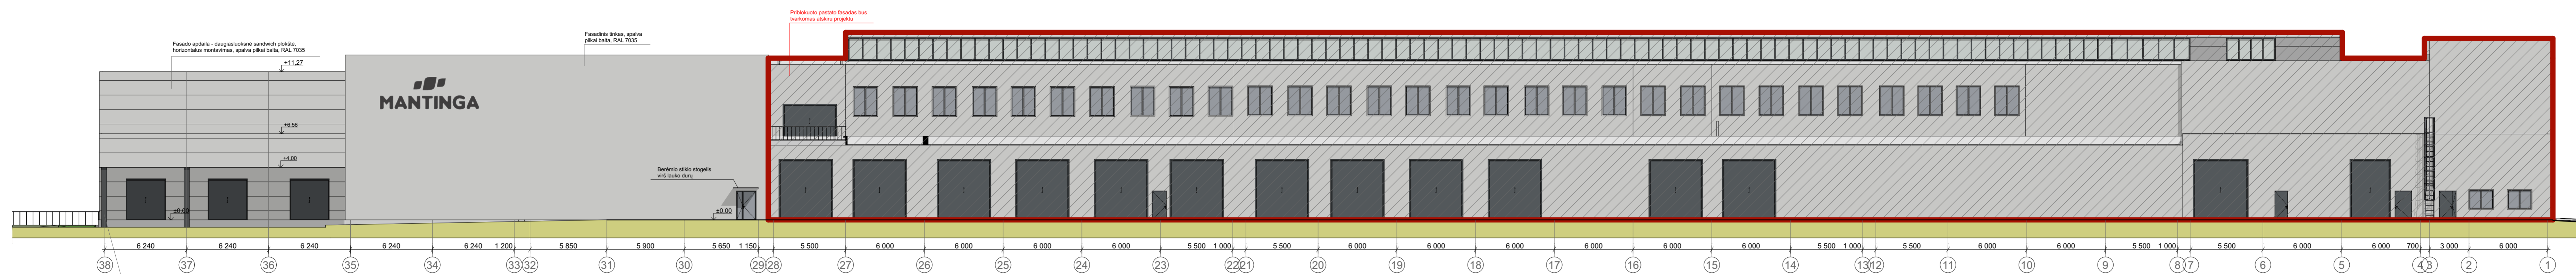 Priblokuoto pastato fasadas bus
tvarkomas atskiru projektu
Fasado apdaila - daugiasluoksnė sandwich plokštė,
horizontalus montavimas, spalva pilkai balta, RAL 7035
Fasadinis tinkas, spalva
pilkai balta, RAL 7035
+11,27
MANTINGA
+6,56
+4,00
Berėmio stiklo stogelis
virš lauko durų
±0.00
±0.00
6 240 6 240 6 240 6 240 6 240 1 200 5 850 5 900 5 650 1 150 5 500 6 000 6 000 6 000 6 000 5 500 1 000 5 500 6 000 6 000 6 000 6 000 6 000 6 000 5 500 1 000 5 500 6 000 6 000 5 500 1 000 5 500 6 000 6 000 700 3 000 6 000
38 37 36 35 34 33 32 31 30 29 28 27 26 25 24 23 22 21 20 19 18 17 16 15 14 13 12 11 10 9 8 7 6 5 4 3 2 1